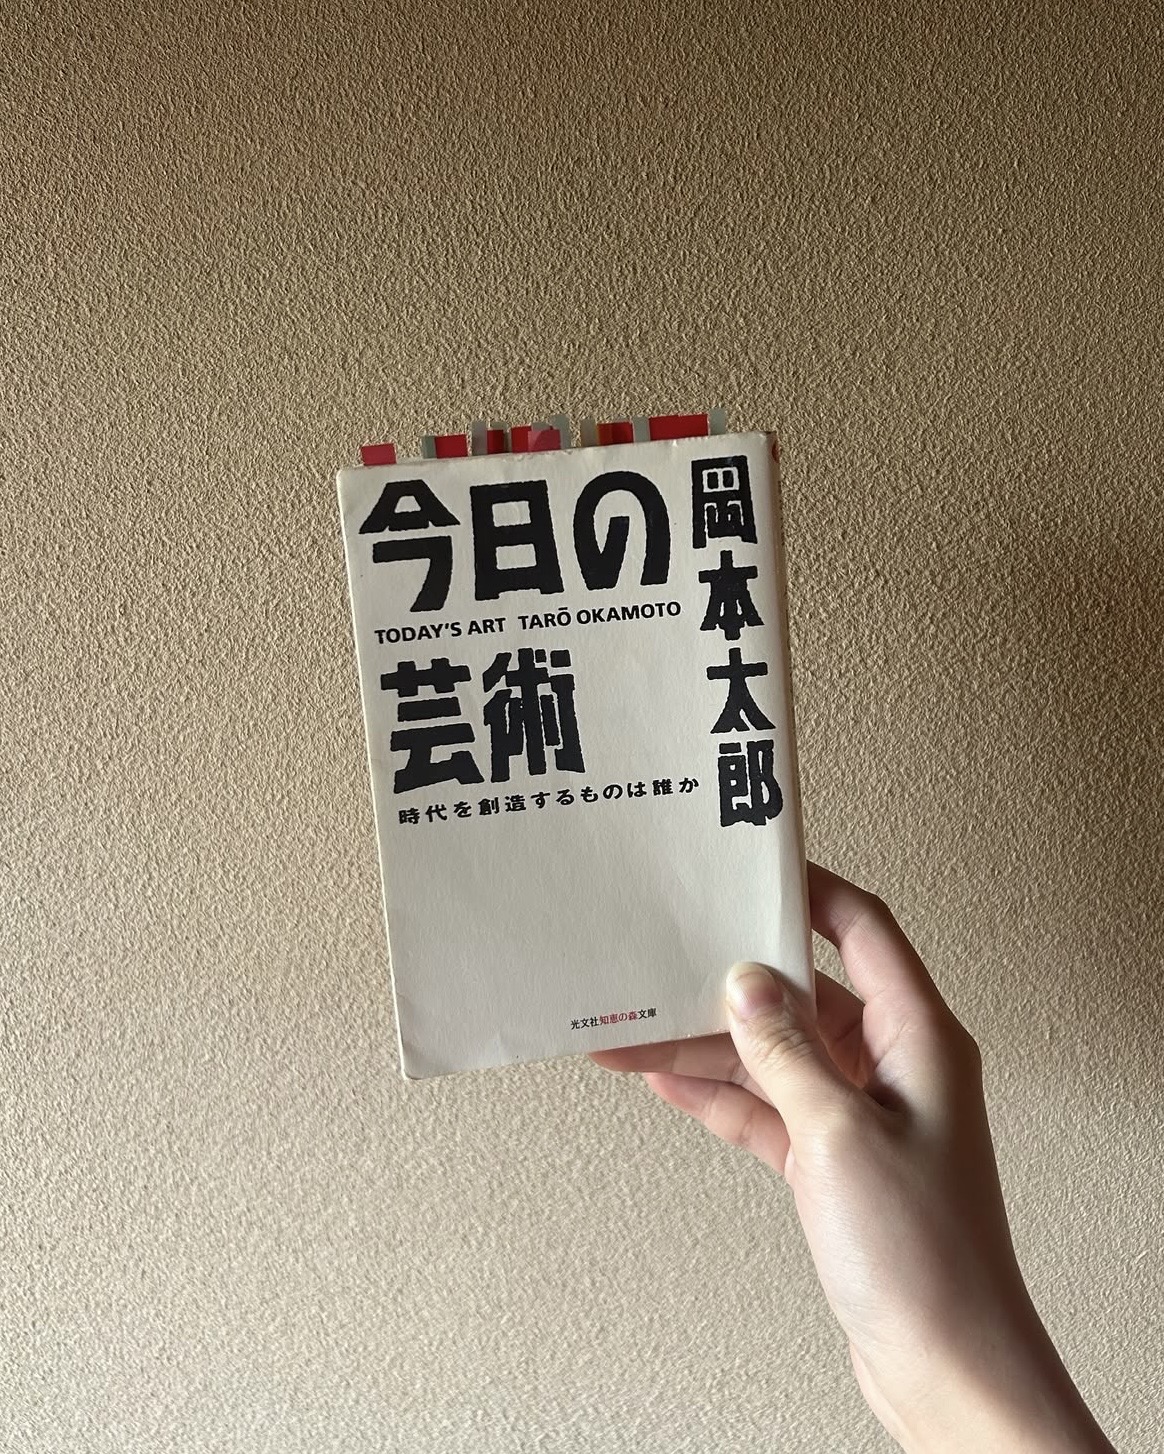 今日の
TODAY'S ART TARŌ OKAMOTO
芸術
時代を創造するものは誰か
岡本太郎
光文社知恵の森文庫